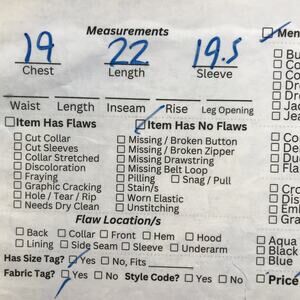 Measurements
☐ Men
19 22 19.5
Chest Length Sleeve
Waist Length Inseam Rise Leg Opening
☐ Item Has Flaws ☐ Item Has No Flaws
☐ Cut Collar ☐ Missing / Broken Button
☐ Cut Sleeves ☐ Missing / Broken Zipper
☐ Collar Stretched ☐ Missing Drawstring
☐ Discoloration ☐ Missing Belt Loop
☐ Fraying ☐ Pilling ☐ Snag / Pull
☐ Graphic Cracking ☐ Stain/s
☐ Hole / Tear / Rip ☐ Worn Elastic
☐ Needs Dry Clean ☐ Unstitching
Flaw Location/s
☐ Back ☐ Collar ☐ Front ☐ Hem ☐ Hood ☐ Aqua
☐ Lining ☐ Side Seam ☐ Sleeve ☐ Underarm ☐ Black
Has Size Tag? ☐ Yes ☐ No, Fits ☐ Blue
Fabric Tag? ☐ Yes ☐ No Style Code? ☐ Yes ☐ No ☐ Price